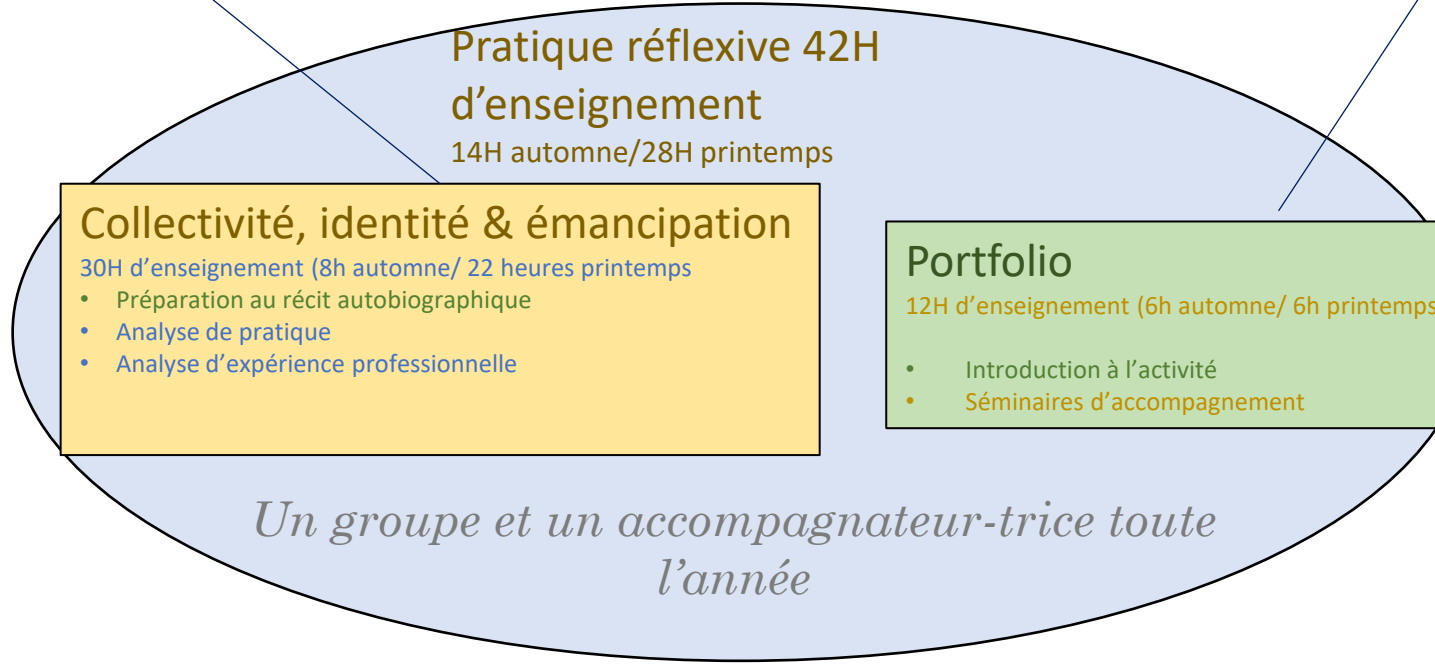 Pratique réflexive 42H
d’enseignement
14H automne/28H printemps
Collectivité, identité & émancipation
30H d’enseignement (8h automne/ 22 heures printemps
• Préparation au récit autobiographique
• Analyse de pratique
• Analyse d’expérience professionnelle
Portfolio
12H d’enseignement (6h automne/ 6h printemps
• Introduction à l’activité
• Séminaires d’accompagnement
Un groupe et un accompagnateur-trice toute
l’année